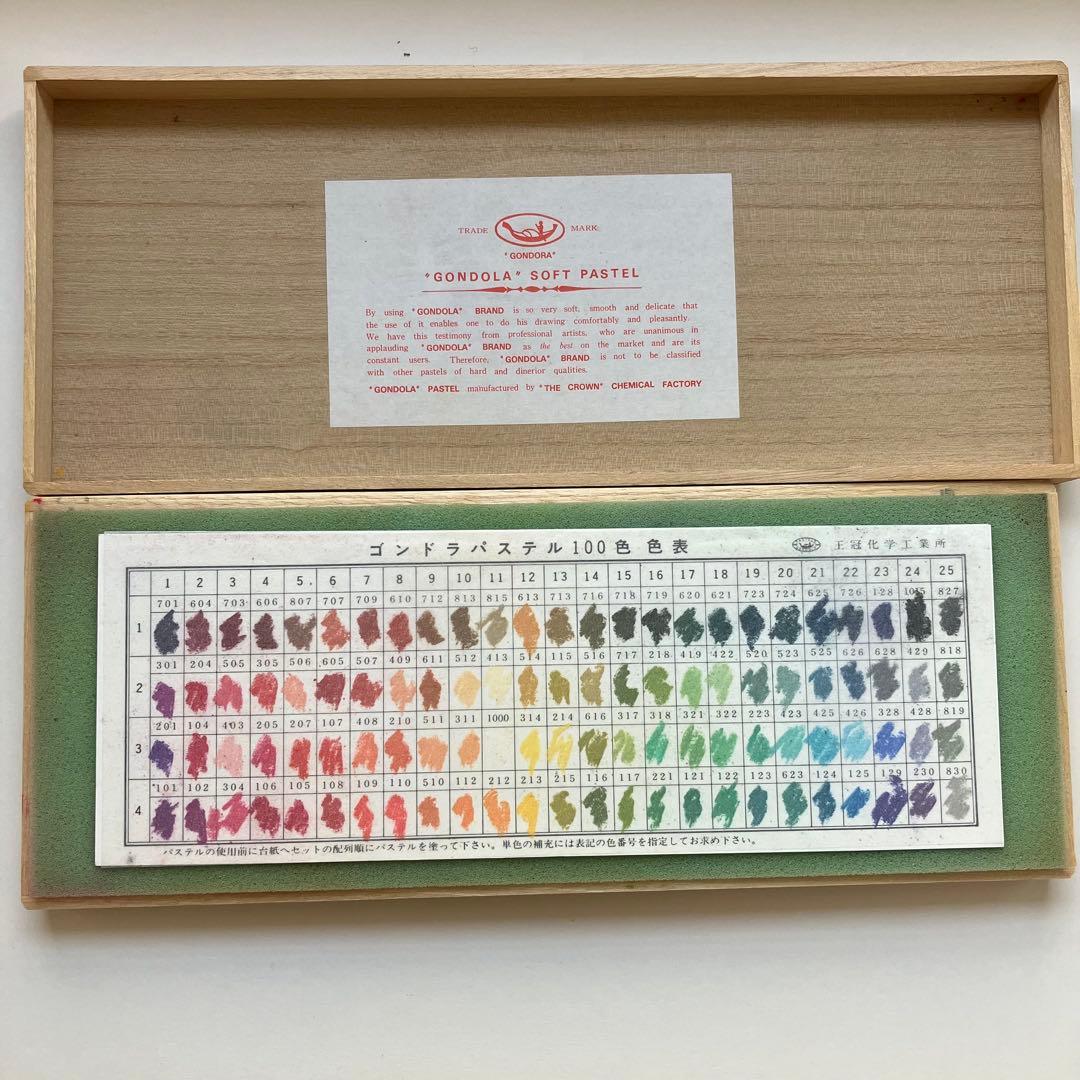 TRADE MARK
"GONDORA"
"GONDOLA" SOFT PASTEL
By using "GONDOLA" BRAND is so very soft, smooth and delicate that
the use of it enables one to do his drawing comfortably and pleasantly.
We have this testimony from professional artists, who are unanimous in
applauding "GONDOLA" BRAND as the best on the market and are its
constant users. Therefore, "GONDOLA" BRAND is not to be classified
with other pastels of hard and dinerior qualities.
"GONDOLA" PASTEL manufactured by "THE CROWN" CHEMICAL FACTORY
ゴンドラパステル100色 色表 王冠化学工業所
1 2 3 4 5 6 7 8 9 10 11 12 13 14 15 16 17 18 19 20 21 22 23 24 25
701 604 703 606 807 707 709 610 712 813 815 613 713 716 718 719 620 621 723 724 625 726 128 1015 827
1
301 204 505 305 506 605 507 409 611 512 413 514 115 516 717 218 419 422 520 523 525 626 628 429 818
2
201 104 403 205 207 107 408 210 511 311 1000 314 214 616 317 318 321 322 223 423 425 426 328 428 819
3
101 102 304 106 105 108 109 110 510 112 212 213 215 116 117 221 121 122 123 623 124 125 129 230 830
4
パステルの使用前に台紙へセットの配列順にパステルを塗って下さい。単色の補充には表記の色番号を指定してお求め下さい。